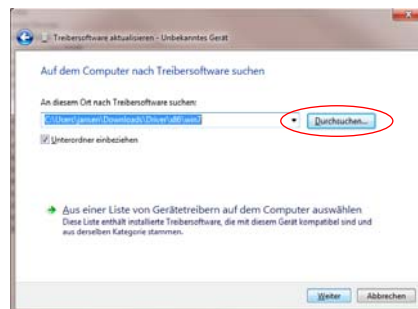 Treibersoftware aktualisieren - Unbekanntes Gerät
Auf dem Computer nach Treibersoftware suchen
An diesem Ort nach Treibersoftware suchen:
C:\Users\jansen\Downloads\Driver\x86\win7
Durchsuchen...
Unterordner einbeziehen
Aus einer Liste von Gerätetreibern auf dem Computer auswählen
Diese Liste enthält installierte Treibersoftware, die mit diesem Gerät kompatibel sind und
aus derselben Kategorie stammen.
Weiter
Abbrechen